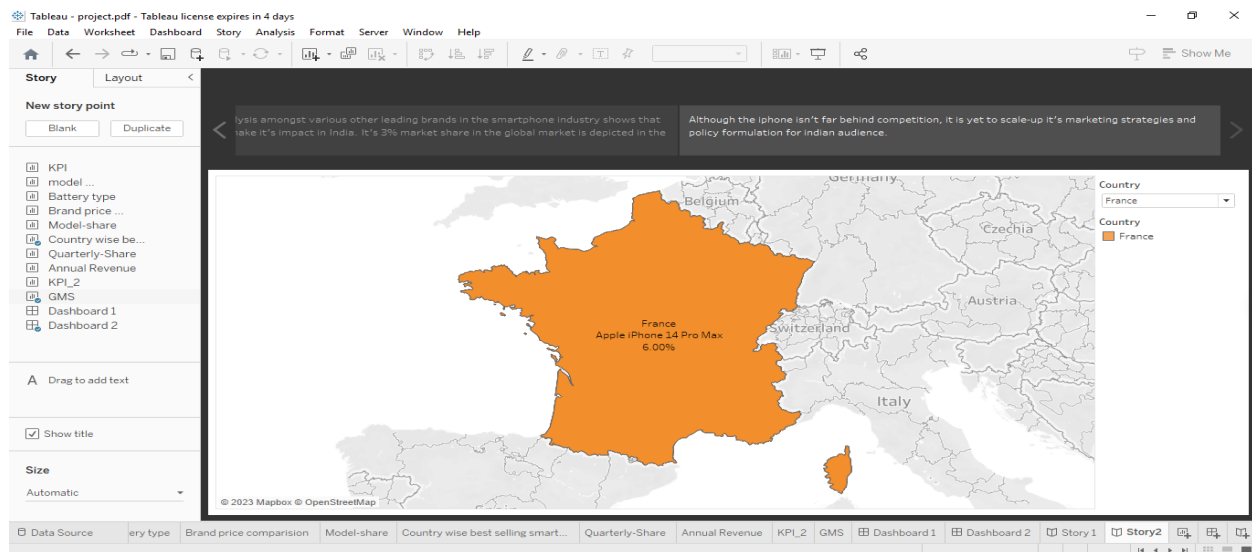 Tableau - project.pdf - Tableau license expires in 4 days
File Data Worksheet Dashboard Story Analysis Format Server Window Help
Show Me
Story Layout
New story point
Blank Duplicate
KPI
model ...
Battery type
Brand price ...
Model-share
Country wise be...
Quarterly-Share
Annual Revenue
KPI_2
GMS
Dashboard 1
Dashboard 2
A Drag to add text
Show title
Size
Automatic
lysis amongst various other leading brands in the smartphone industry shows that
make it's impact in India. It's 3% market share in the global market is depicted in the
Although the iphone isn't far behind competition, it is yet to scale-up it's marketing strategies and
policy formulation for indian audience.
Germany
Belgium
Czechia
Austria
Switzerland
Italy
France
Apple iPhone 14 Pro Max
6.00%
© 2023 Mapbox © OpenStreetMap
Country
France
Country
France
Data Source ery type Brand price comparision Model-share Country wise best selling smart... Quarterly-Share Annual Revenue KPI_2 GMS Dashboard 1 Dashboard 2 Story 1 Story2